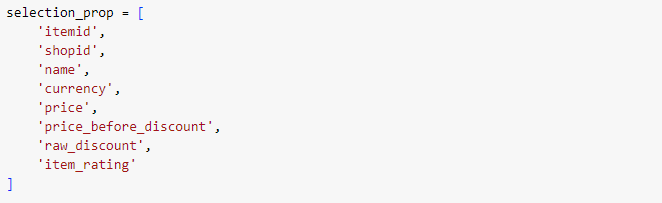 selection_prop = [
    'itemid',
    'shopid',
    'name',
    'currency',
    'price',
    'price_before_discount',
    'raw_discount',
    'item_rating'
]